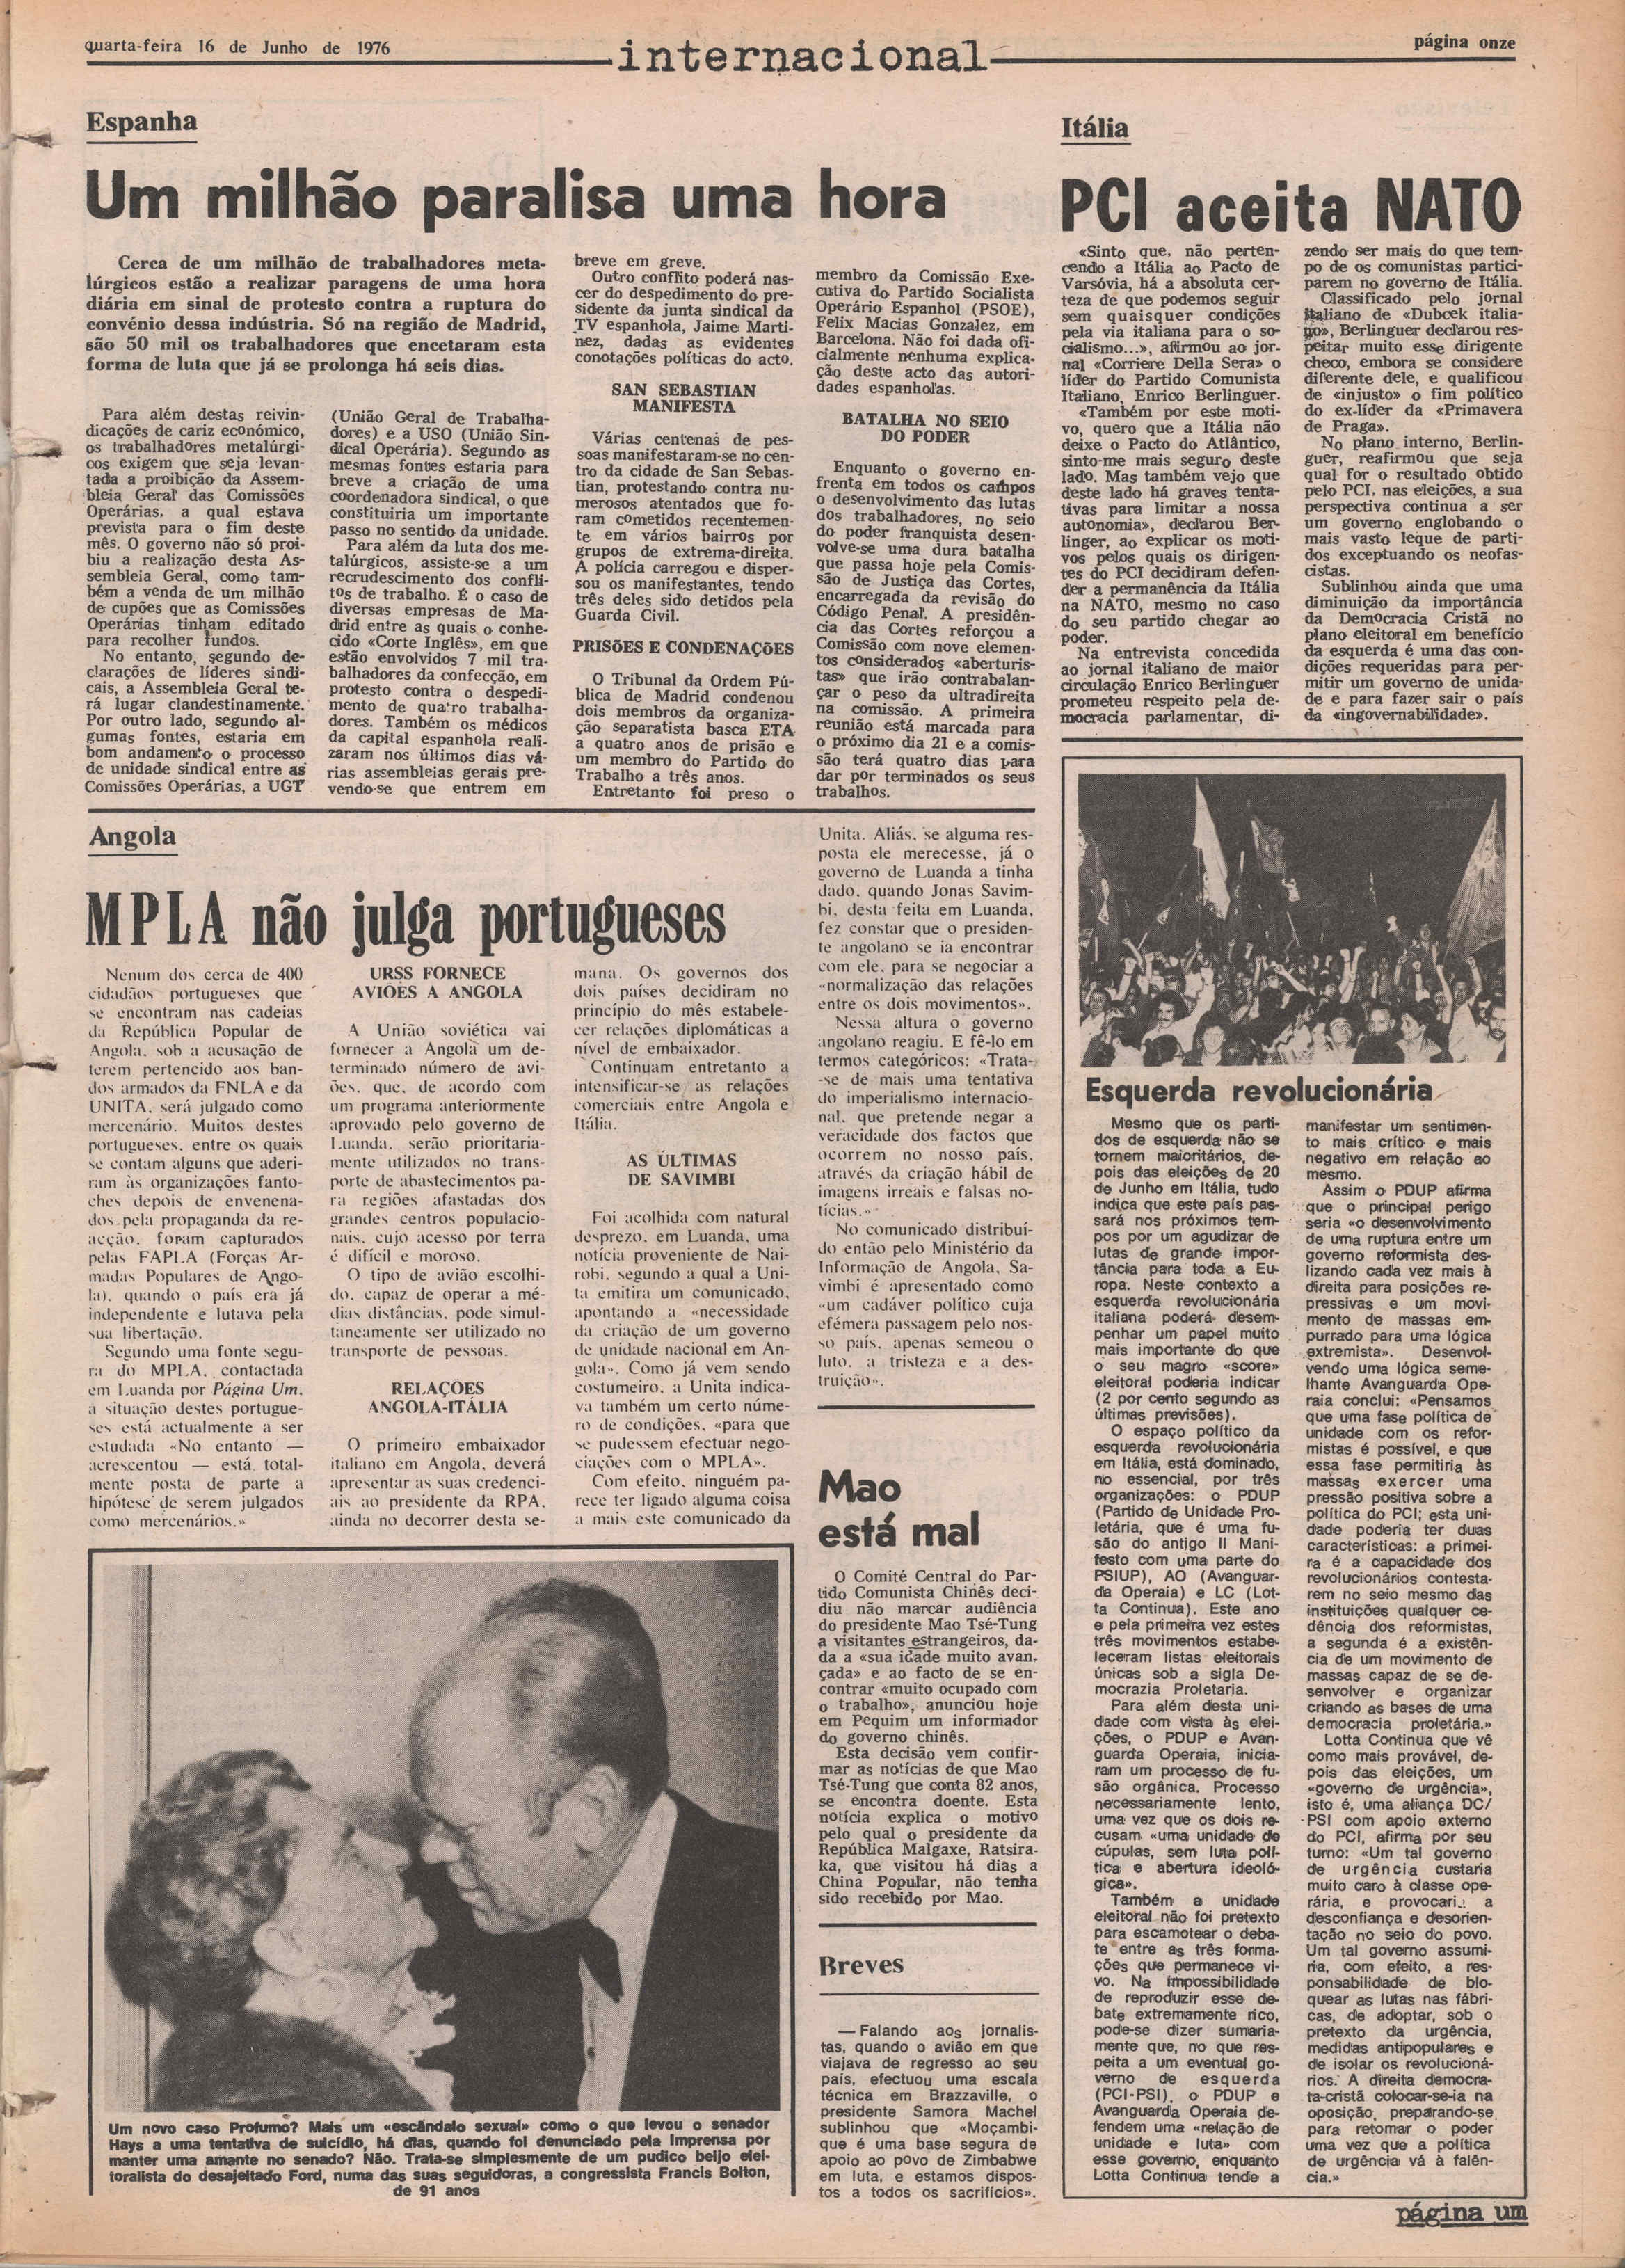 quarta-feira 16 de Junho de 1976
internacional
página onze
Espanha
Um milhão paralisa uma hora
Cerca de um milhão de trabalhadores meta-
lúrgicos estão a realizar paragens de uma hora
diária em sinal de protesto contra a ruptura do
convénio dessa indústria. Só na região de Madrid,
são 50 mil os trabalhadores que encetaram esta
forma de luta que já se prolonga há seis dias.
Para além destas reivin-
dicações de cariz económico,
os trabalhadores metalúrgi-
cos exigem que seja levan-
tada a proibição da Assem-
bleia Geral das Comissões
Operárias, a qual estava
prevista para o fim deste
mês. O governo não só proi-
biu a realização desta As-
sembleia Geral, como tam-
bém a venda de um milhão
de cupões que as Comissões
Operárias tinham editado
para recolher fundos.
No entanto, segundo de-
clarações de líderes sindi-
cais, a Assembleia Geral te-
rá lugar clandestinamente.
Por outro lado, segundo al-
gumas fontes, estaria em
bom andamento o processo
de unidade sindical entre as
Comissões Operárias, a UGT
(União Geral de Trabalha-
dores) e a USO (União Sin-
dical Operária). Segundo as
mesmas fontes estaria para
breve a criação de uma
coordenadora sindical, o que
constituiria um importante
passo no sentido da unidade.
Para além da luta dos me-
talúrgicos, assiste-se a um
recrudescimento dos confli-
tos de trabalho. É o caso de
diversas empresas de Ma-
drid entre as quais o conhe-
cido «Corte Inglês», em que
estão envolvidos 7 mil tra-
balhadores da confecção, em
protesto contra o despedi-
mento de quatro trabalha-
dores. Também os médicos
da capital espanhola reali-
zaram nos últimos dias vá-
rias assembleias gerais pre-
vendo-se que entrem em
breve em greve.
Outro conflito poderá nas-
cer do despedimento do pre-
sidente da junta sindical da
TV espanhola, Jaime Marti-
nez, dadas as evidentes
conotações políticas do acto.
SAN SEBASTIAN
MANIFESTA
Várias centenas de pes-
soas manifestaram-se no cen-
tro da cidade de San Sebas-
tian, protestando contra nu-
merosos atentados que fo-
ram cometidos recentemen-
te em vários bairros por
grupos de extrema-direita.
A polícia carregou e disper-
sou os manifestantes, tendo
três deles sido detidos pela
Guarda Civil.
PRISÕES E CONDENAÇÕES
O Tribunal da Ordem Pú-
blica de Madrid condenou
dois membros da organiza-
ção separatista basca ETA
a quatro anos de prisão e
um membro do Partido do
Trabalho a três anos.
Entretanto foi preso o
membro da Comissão Exe-
cutiva do Partido Socialista
Operário Espanhol (PSOE),
Felix Macias Gonzalez, em
Barcelona. Não foi dada ofi-
cialmente nenhuma explica-
ção deste acto das autori-
dades espanholas.
BATALHA NO SEIO
DO PODER
Enquanto o governo en-
frenta em todos os campos
o desenvolvimento das lutas
dos trabalhadores, no seio
do poder franquista desen-
volve-se uma dura batalha
que passa hoje pela Comis-
são de Justiça das Cortes,
encarregada da revisão do
Código Penal. A presidên-
cia das Cortes reforçou a
Comissão com nove elemen-
tos considerados «aberturis-
tas» que irão contrabalan-
çar o peso da ultradireita
na comissão. A primeira
reunião está marcada para
o próximo dia 21 e a comis-
são terá quatro dias para
dar por terminados os seus
trabalhos.
Itália
PCI aceita NATO
«Sinto que, não perten-
cendo a Itália ao Pacto de
Varsóvia, há a absoluta cer-
teza de que podemos seguir
sem quaisquer condições
pela via italiana para o so-
cialismo...», afirmou ao jor-
nal «Corriere Della Sera» o
líder do Partido Comunista
Italiano, Enrico Berlinguer.
«Também por este moti-
vo, quero que a Itália não
deixe o Pacto do Atlântico,
sinto-me mais seguro deste
lado. Mas também vejo que
deste lado há graves tenta-
tivas para limitar a nossa
autonomia», declarou Ber-
linger, ao explicar os moti-
vos pelos quais os dirigen-
tes do PCI decidiram defen-
der a permanência da Itália
na NATO, mesmo no caso
do seu partido chegar ao
poder.
Na entrevista concedida
ao jornal italiano de maior
circulação Enrico Berlinguer
prometeu respeito pela de-
mocracia parlamentar, di-
zendo ser mais do que tem-
po de os comunistas partici-
parem no governo de Itália.
Classificado pelo jornal
italiano de «Dubcek italia-
no», Berlinguer declarou res-
peitar muito esse dirigente
checo, embora se considere
diferente dele, e qualificou
de «injusto» o fim político
do ex-líder da «Primavera
de Praga».
No plano interno, Berlin-
guer, reafirmou que seja
qual for o resultado obtido
pelo PCI, nas eleições, a sua
perspectiva continua a ser
um governo englobando o
mais vasto leque de parti-
dos exceptuando os neofas-
cistas.
Sublinhou ainda que uma
diminuição da importância
da Democracia Cristã no
plano eleitoral em benefício
da esquerda é uma das con-
dições requeridas para per-
mitir um governo de unida-
de e para fazer sair o país
da «ingovernabilidade».
Angola
MPLA não julga portugueses
Nenum dos cerca de 400
cidadãos portugueses que
se encontram nas cadeias
da República Popular de
Angola, sob a acusação de
terem pertencido aos ban-
dos armados da FNLA e da
UNITA, será julgado como
mercenário. Muitos destes
portugueses, entre os quais
se contam alguns que aderi-
ram às organizações fanto-
ches depois de envenena-
dos pela propaganda da re-
acção, foram capturados
pelas FAPLA (Forças Ar-
madas Populares de Ango-
la), quando o país era já
independente e lutava pela
sua libertação.
Segundo uma fonte segu-
ra do MPLA, contactada
em Luanda por Página Um,
a situação destes portugue-
ses está actualmente a ser
estudada «No entanto —
acrescentou — está total-
mente posta de parte a
hipótese de serem julgados
como mercenários.»
URSS FORNECE
AVIÕES A ANGOLA
A União soviética vai
fornecer a Angola um de-
terminado número de avi-
ões, que, de acordo com
um programa anteriormente
aprovado pelo governo de
Luanda, serão prioritaria-
mente utilizados no trans-
porte de abastecimentos pa-
ra regiões afastadas dos
grandes centros populacio-
nais, cujo acesso por terra
é difícil e moroso.
O tipo de avião escolhi-
do, capaz de operar a mé-
dias distâncias, pode simul-
taneamente ser utilizado no
transporte de pessoas.
RELAÇÕES
ANGOLA-ITÁLIA
O primeiro embaixador
italiano em Angola, deverá
apresentar as suas credenci-
ais ao presidente da RPA,
ainda no decorrer desta se-
mana. Os governos dos
dois países decidiram no
princípio do mês estabele-
cer relações diplomáticas a
nível de embaixador.
Continuam entretanto a
intensificar-se as relações
comerciais entre Angola e
Itália.
AS ÚLTIMAS
DE SAVIMBI
Foi acolhida com natural
desprezo, em Luanda, uma
notícia proveniente de Nai-
robi, segundo a qual a Uni-
ta emitira um comunicado,
apontando a «necessidade
da criação de um governo
de unidade nacional em An-
gola». Como já vem sendo
costumeiro, a Unita indica-
va também um certo núme-
ro de condições, «para que
se pudessem efectuar nego-
ciações com o MPLA».
Com efeito, ninguém pa-
rece ter ligado alguma coisa
a mais este comunicado da
Unita. Aliás, se alguma res-
posta ele merecesse, já o
governo de Luanda a tinha
dado, quando Jonas Savim-
bi, desta feita em Luanda,
fez constar que o presiden-
te angolano se ia encontrar
com ele, para se negociar a
«normalização das relações
entre os dois movimentos».
Nessa altura o governo
angolano reagiu. E fê-lo em
termos categóricos: «Trata-
-se de mais uma tentativa
do imperialismo internacio-
nal, que pretende negar a
veracidade dos factos que
ocorrem no nosso país,
através da criação hábil de
imagens irreais e falsas no-
tícias.»
No comunicado distribuí-
do então pelo Ministério da
Informação de Angola, Sa-
vimbi é apresentado como
«um cadáver político cuja
efémera passagem pelo nos-
so país, apenas semeou o
luto, a tristeza e a des-
truição».
Mao
está mal
O Comité Central do Par-
tido Comunista Chinês deci-
diu não marcar audiência
do presidente Mao Tsé-Tung
a visitantes estrangeiros, da-
da a «sua idade muito avan-
çada» e ao facto de se en-
contrar «muito ocupado com
o trabalho», anunciou hoje
em Pequim um informador
do governo chinês.
Esta decisão vem confir-
mar as notícias de que Mao
Tsé-Tung que conta 82 anos,
se encontra doente. Esta
notícia explica o motivo
pelo qual o presidente da
República Malgaxe, Ratsira-
ka, que visitou há dias a
China Popular, não tenha
sido recebido por Mao.
Breves
— Falando aos jornalis-
tas, quando o avião em que
viajava de regresso ao seu
país, efectuou uma escala
técnica em Brazzaville, o
presidente Samora Machel
sublinhou que «Moçambi-
que é uma base segura de
apoio ao povo de Zimbabwe
em luta, e estamos dispos-
tos a todos os sacrifícios».
Um novo caso Profumo? Mais um «escândalo sexual» como o que levou o senador
Hays a uma tentativa de suicídio, há dias, quando foi denunciado pela Imprensa por
manter uma amante no senado? Não. Trata-se simplesmente de um pudico beijo elei-
toralista do desajeitado Ford, numa das suas seguidoras, a congressista Francis Bolton,
de 91 anos
Esquerda revolucionária
Mesmo que os parti-
dos de esquerda não se
tornem maioritários, de-
pois das eleições de 20
de Junho em Itália, tudo
indica que este país pas-
sará nos próximos tem-
pos por um agudizar de
lutas de grande impor-
tância para toda a Eu-
ropa. Neste contexto a
esquerda revolucionária
italiana poderá desem-
penhar um papel muito
mais importante do que
o seu magro «score»
eleitoral poderia indicar
(2 por cento segundo as
últimas previsões).
O espaço político da
esquerda revolucionária
em Itália, está dominado,
no essencial, por três
organizações: o PDUP
(Partido de Unidade Pro-
letária, que é uma fu-
são do antigo II Mani-
festo com uma parte do
PSIUP), AO (Avanguar-
dia Operaia) e LC (Lot-
ta Continua). Este ano
e pela primeira vez estes
três movimentos estabe-
leceram listas eleitorais
únicas sob a sigla De-
mocrazia Proletaria.
Para além desta uni-
dade com vista às elei-
ções, o PDUP e Avan-
guarda Operaia, inicia-
ram um processo de fu-
são orgânica. Processo
necessariamente lento,
uma vez que os dois re-
cusam «uma unidade de
cúpulas, sem luta polí-
tica e abertura ideoló-
gica».
Também a unidade
eleitoral não foi pretexto
para escamotear o deba-
te entre as três forma-
ções que permanece vi-
vo. Na impossibilidade
de reproduzir esse de-
bate extremamente rico,
pode-se dizer sumaria-
mente que, no que res-
peita a um eventual go-
verno de esquerda
(PCI-PSI), o PDUP e
Avanguarda Operaia de-
fendem uma «relação de
unidade e luta» com
esse governo, enquanto
Lotta Continua tende a
manifestar um sentimen-
to mais crítico e mais
negativo em relação ao
mesmo.
Assim o PDUP afirma
que o principal perigo
seria «o desenvolvimento
de uma ruptura entre um
governo reformista des-
lizando cada vez mais à
direita para posições re-
pressivas e um movi-
mento de massas em-
purrado para uma lógica
extremista». Desenvol-
vendo uma lógica seme-
lhante Avanguarda Ope-
raia conclui: «Pensamos
que uma fase política de
unidade com os refor-
mistas é possível, e que
essa fase permitiria às
massas exercer uma
pressão positiva sobre a
política do PCI; esta uni-
dade poderia ter duas
características: a primei-
ra é a capacidade dos
revolucionários contesta-
rem no seio mesmo das
instituições qualquer ce-
dência dos reformistas,
a segunda é a existên-
cia de um movimento de
massas capaz de se de-
senvolver e organizar
criando as bases de uma
democracia proletária.»
Lotta Continua que vê
como mais provável, de-
pois das eleições, um
«governo de urgência»,
isto é, uma aliança DC/
PSI com apoio externo
do PCI, afirma por seu
turno: «Um tal governo
de urgência custaria
muito caro à classe ope-
rária, e provocari. a
desconfiança e desorien-
tação no seio do povo.
Um tal governo assumi-
ria, com efeito, a res-
ponsabilidade de blo-
quear as lutas nas fábri-
cas, de adoptar, sob o
pretexto da urgência,
medidas antipopulares e
de isolar os revolucioná-
rios. A direita democra-
ta-cristã colocar-se-ia na
oposição, preparando-se
para retomar o poder
uma vez que a política
de urgência vá à falên-
cia.»
página um